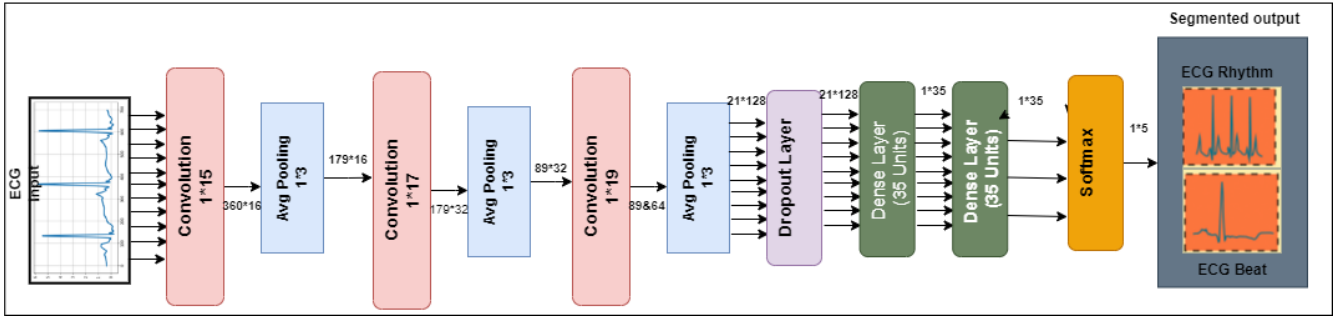 Segmented output
ECG
Input
Convolution
1*15
360*16
Avg Pooling
1*3
179*16
Convolution
1*17
179*32
Avg Pooling
1*3
89*32
Convolution
1*19
89&64
Avg Pooling
1*3
21*128
Dropout Layer
21*128
Dense Layer
(35 Units)
1*35
Dense Layer
(35 Units)
1*35
Softmax
1*5
ECG Rhythm
ECG Beat